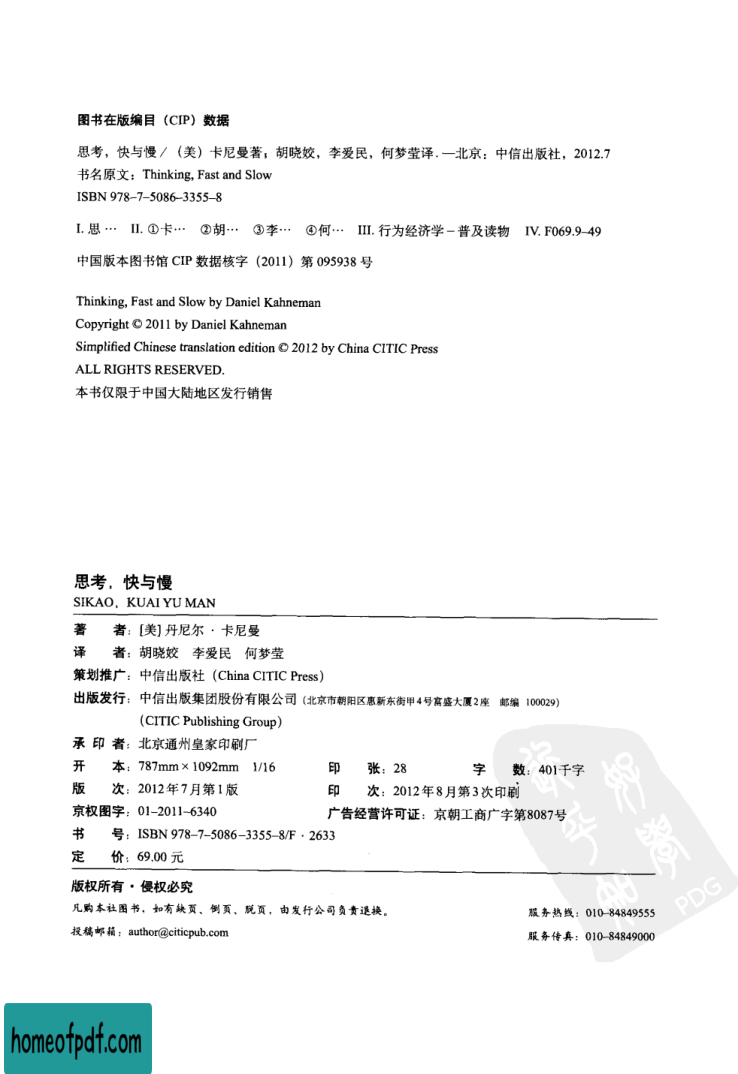 图书在版编目（CIP）数据
思考，快与慢／（美）卡尼曼著；胡晓姣，李爱民，何梦莹译．—北京：中信出版社，2012.7
书名原文：Thinking, Fast and Slow
ISBN 978–7–5086–3355–8
I. 思 … II. ①卡… ②胡… ③李… ④何… III. 行为经济学－普及读物 IV. F069.9–49
中国版本图书馆 CIP 数据核字（2011）第 095938 号
Thinking, Fast and Slow by Daniel Kahneman
Copyright © 2011 by Daniel Kahneman
Simplified Chinese translation edition © 2012 by China CITIC Press
ALL RIGHTS RESERVED.
本书仅限于中国大陆地区发行销售
思考，快与慢
SIKAO，KUAI YU MAN
著 者：[美] 丹尼尔·卡尼曼
译 者：胡晓姣 李爱民 何梦莹
策划推广：中信出版社（China CITIC Press）
出版发行：中信出版集团股份有限公司（北京市朝阳区惠新东街甲4号富盛大厦2座 邮编 100029）
（CITIC Publishing Group）
承 印 者：北京通州皇家印刷厂
开 本：787mm×1092mm 1/16 印 张：28 字 数：401千字
版 次：2012年7月第1版 印 次：2012年8月第3次印刷
京权图字：01–2011–6340 广告经营许可证：京朝工商广字第8087号
书 号：ISBN 978–7–5086–3355–8/F·2633
定 价：69.00 元
版权所有·侵权必究
凡购本社图书，如有缺页、倒页、脱页，由发行公司负责退换。 服务热线：010–84849555
投稿邮箱：author@citicpub.com 服务传真：010–84849000
PDG
homeofpdf.com